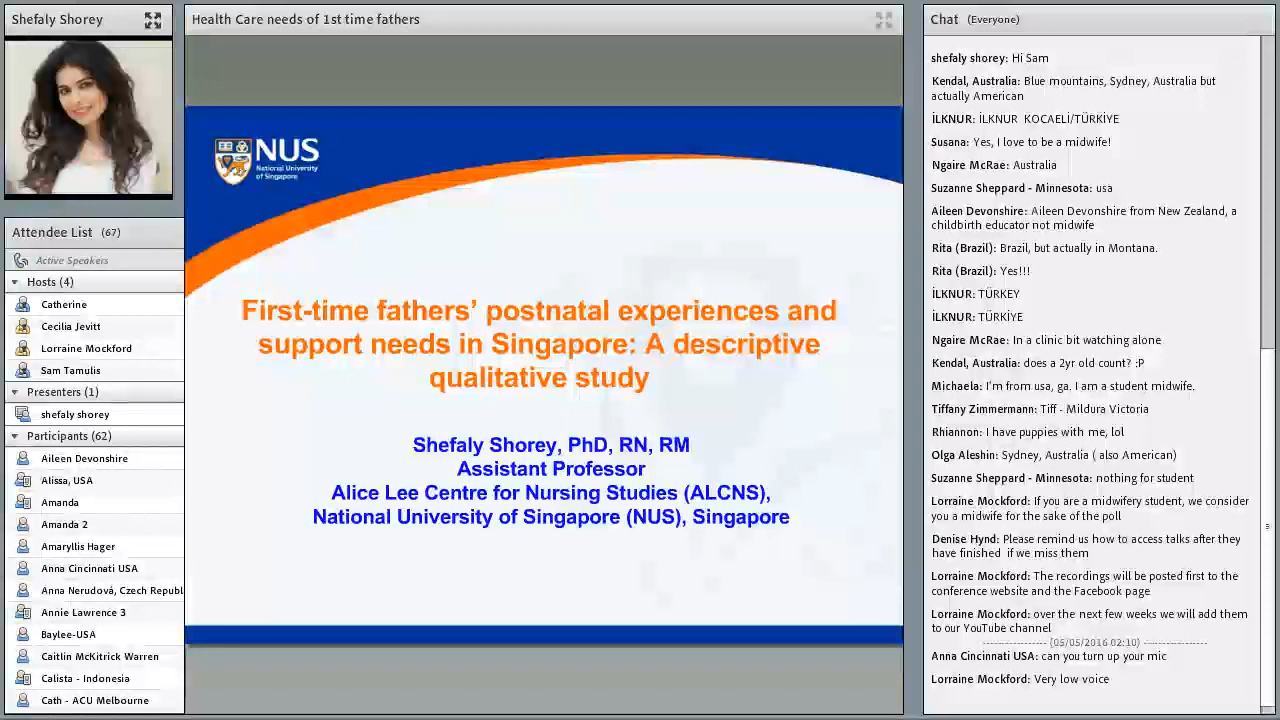 Shefaly Shorey
Attendee List (67)
Active Speakers
Hosts (4)
Catherine
Cecilia Jevitt
Lorraine Mockford
Sam Tamulis
Presenters (1)
shefaly shorey
Participants (62)
Aileen Devonshire
Alissa, USA
Amanda
Amanda 2
Amaryllis Hager
Anna Cincinnati USA
Anna Nerudová, Czech Republ
Annie Lawrence 3
Baylee-USA
Caitlin McKitrick Warren
Calista - Indonesia
Cath - ACU Melbourne
Health Care needs of 1st time fathers
NUS
National University
of Singapore
First-time fathers’ postnatal experiences and
support needs in Singapore: A descriptive
qualitative study
Shefaly Shorey, PhD, RN, RM
Assistant Professor
Alice Lee Centre for Nursing Studies (ALCNS),
National University of Singapore (NUS), Singapore
Chat (Everyone)
shefaly shorey: Hi Sam
Kendal, Australia: Blue mountains, Sydney, Australia but
actually American
İLKNUR: İLKNUR KOCAELİ/TÜRKİYE
Susana: Yes, I love to be a midwife!
Ngaire McRae: Australia
Suzanne Sheppard - Minnesota: usa
Aileen Devonshire: Aileen Devonshire from New Zealand, a
childbirth educator not midwife
Rita (Brazil): Brazil, but actually in Montana.
Rita (Brazil): Yes!!!
İLKNUR: TÜRKEY
İLKNUR: TÜRKİYE
Ngaire McRae: In a clinic bit watching alone
Kendal, Australia: does a 2yr old count? :P
Michaela: I'm from usa, ga. I am a student midwife.
Tiffany Zimmermann: Tiff - Mildura Victoria
Rhiannon: I have puppies with me, lol
Olga Aleshin: Sydney, Australia ( also American)
Suzanne Sheppard - Minnesota: nothing for student
Lorraine Mockford: If you are a midwifery student, we consider
you a midwife for the sake of the poll
Denise Hynd: Please remind us how to access talks after they
have finished if we miss them
Lorraine Mockford: The recordings will be posted first to the
conference website and the Facebook page
Lorraine Mockford: over the next few weeks we will add them
to our YouTube channel
---------------- (05/05/2016 02:10) ----------------
Anna Cincinnati USA: can you turn up your mic
Lorraine Mockford: Very low voice